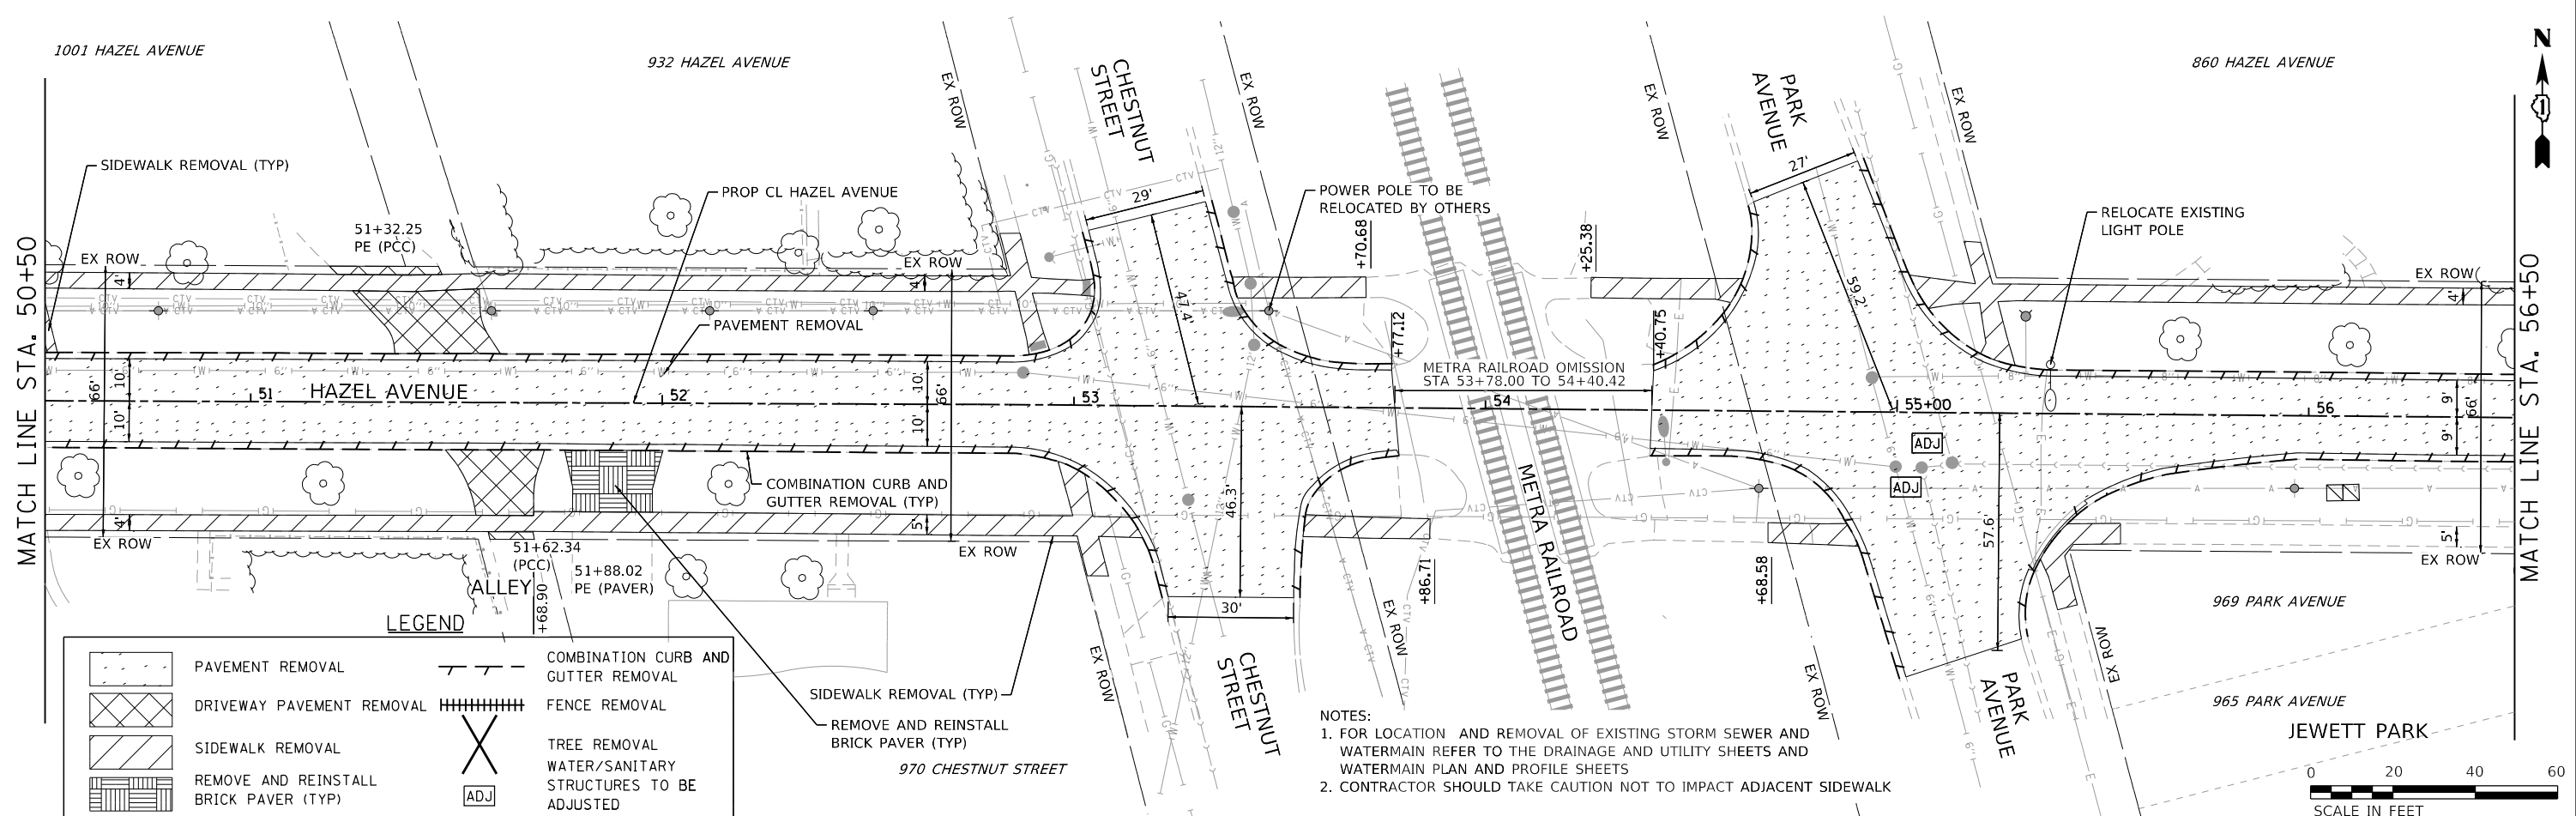 1001 HAZEL AVENUE
932 HAZEL AVENUE
860 HAZEL AVENUE
N
EX ROW
CHESTNUT
STREET
EX ROW
EX ROW
PARK
AVENUE
EX ROW
SIDEWALK REMOVAL (TYP)
PROP CL HAZEL AVENUE
29'
POWER POLE TO BE
RELOCATED BY OTHERS
27'
RELOCATE EXISTING
LIGHT POLE
51+32.25
PE (PCC)
+70.68
+25.38
EX ROW
EX ROW
EX ROW
4'
4'
4'
47.4'
59.2'
PAVEMENT REMOVAL
+77.12
+40.75
MATCH LINE STA. 50+50
MATCH LINE STA. 56+50
METRA RAILROAD OMISSION
STA 53+78.00 TO 54+40.42
66'
10'
10'
51
HAZEL AVENUE
52
10'
10'
66'
53
54
55+00
56
9'
9'
66'
ADJ
ADJ
COMBINATION CURB AND
GUTTER REMOVAL (TYP)
46.3'
57.6'
METRA RAILROAD
4'
5'
5'
EX ROW
EX ROW
EX ROW
51+62.34
(PCC)
51+88.02
PE (PAVER)
ALLEY
+68.90
+86.71
+68.58
30'
969 PARK AVENUE
EX ROW
EX ROW
EX ROW
EX ROW
CHESTNUT
STREET
PARK
AVENUE
SIDEWALK REMOVAL (TYP)
REMOVE AND REINSTALL
BRICK PAVER (TYP)
970 CHESTNUT STREET
965 PARK AVENUE
JEWETT PARK
LEGEND
PAVEMENT REMOVAL
COMBINATION CURB AND
GUTTER REMOVAL
DRIVEWAY PAVEMENT REMOVAL
FENCE REMOVAL
SIDEWALK REMOVAL
TREE REMOVAL
REMOVE AND REINSTALL
BRICK PAVER (TYP)
ADJ
WATER/SANITARY
STRUCTURES TO BE
ADJUSTED
NOTES:
1. FOR LOCATION AND REMOVAL OF EXISTING STORM SEWER AND
WATERMAIN REFER TO THE DRAINAGE AND UTILITY SHEETS AND
WATERMAIN PLAN AND PROFILE SHEETS
2. CONTRACTOR SHOULD TAKE CAUTION NOT TO IMPACT ADJACENT SIDEWALK
0 20 40 60
SCALE IN FEET